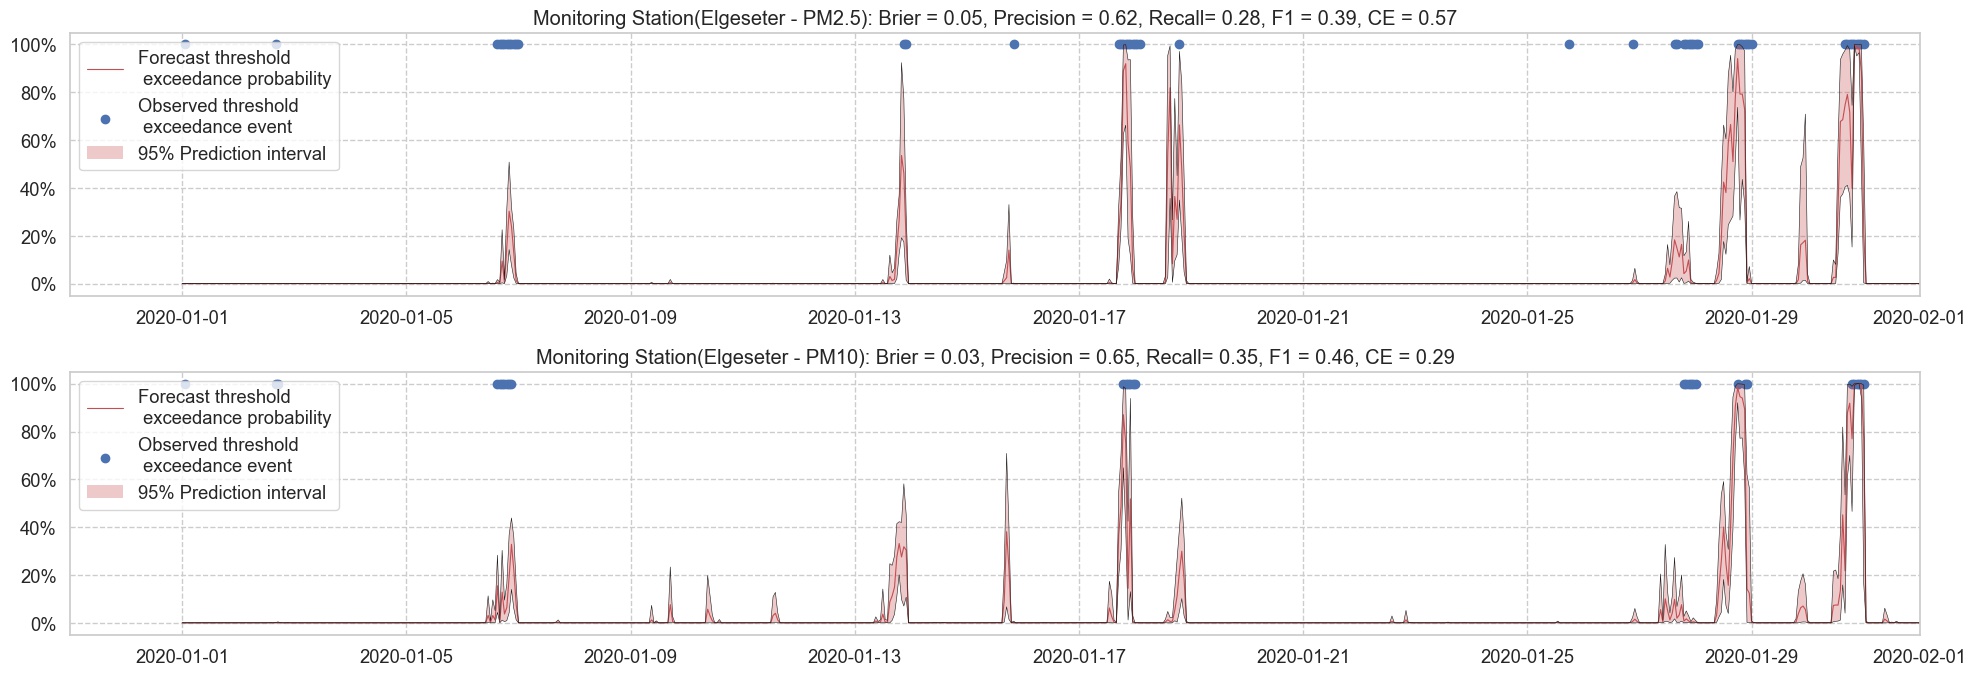 Monitoring Station(Elgeseter - PM2.5): Brier = 0.05, Precision = 0.62, Recall= 0.28, F1 = 0.39, CE = 0.57
100%
80%
60%
40%
20%
0%
Forecast threshold
exceedance probability
Observed threshold
exceedance event
95% Prediction interval
2020-01-01 2020-01-05 2020-01-09 2020-01-13 2020-01-17 2020-01-21 2020-01-25 2020-01-29 2020-02-01
Monitoring Station(Elgeseter - PM10): Brier = 0.03, Precision = 0.65, Recall= 0.35, F1 = 0.46, CE = 0.29
100%
80%
60%
40%
20%
0%
Forecast threshold
exceedance probability
Observed threshold
exceedance event
95% Prediction interval
2020-01-01 2020-01-05 2020-01-09 2020-01-13 2020-01-17 2020-01-21 2020-01-25 2020-01-29 2020-02-01